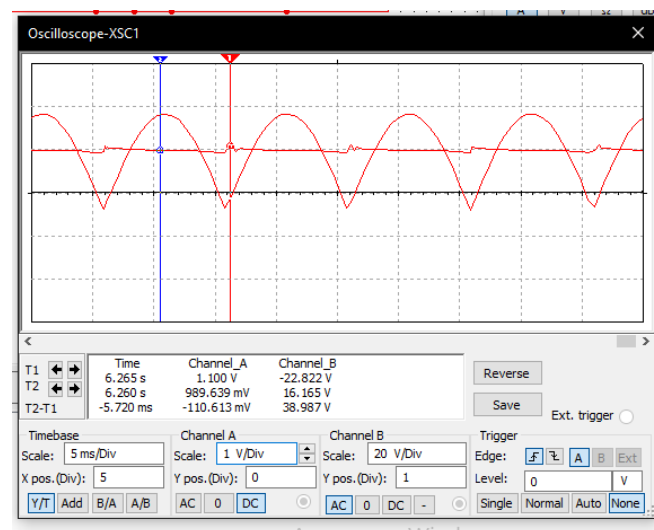 A V Ω
Oscilloscope-XSC1
2 1
Time Channel_A Channel_B
T1 6.265 s 1.100 V -22.822 V
T2 6.260 s 989.639 mV 16.165 V
T2-T1 -5.720 ms -110.613 mV 38.987 V
Reverse
Save
Ext. trigger
Timebase Channel A Channel B Trigger
Scale: 5 ms/Div Scale: 1 V/Div Scale: 20 V/Div Edge: A B Ext
X pos.(Div): 5 Y pos.(Div): 0 Y pos.(Div): 1 Level: 0 V
Y/T Add B/A A/B AC 0 DC AC 0 DC - Single Normal Auto None